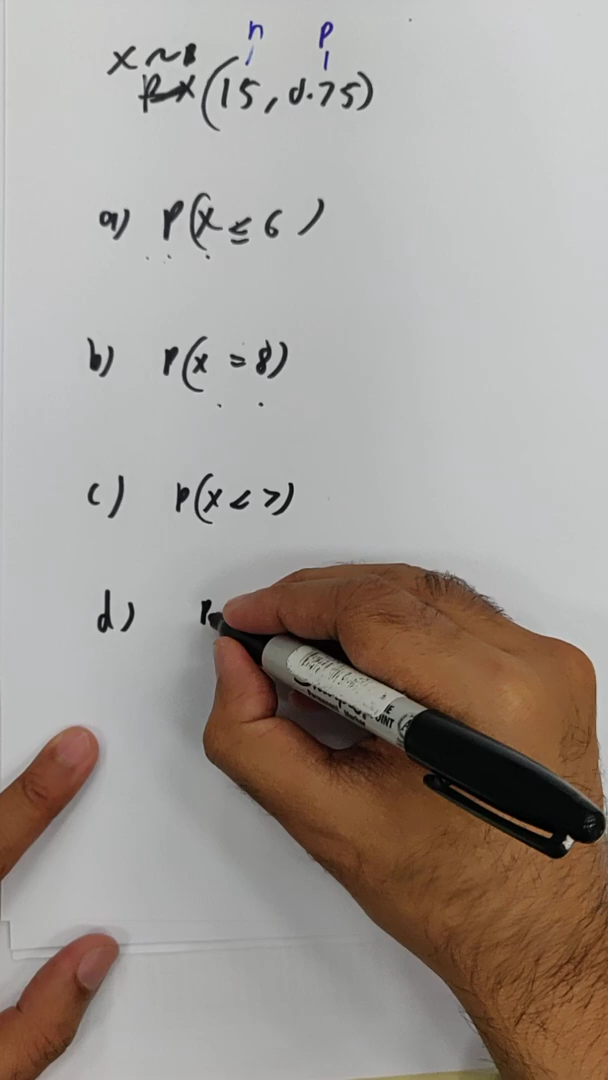 n p
X ~ B
(15, 0.75)
a) P(X ≤ 6 )
b) P(X = 8)
c) P(X < 7)
d) P